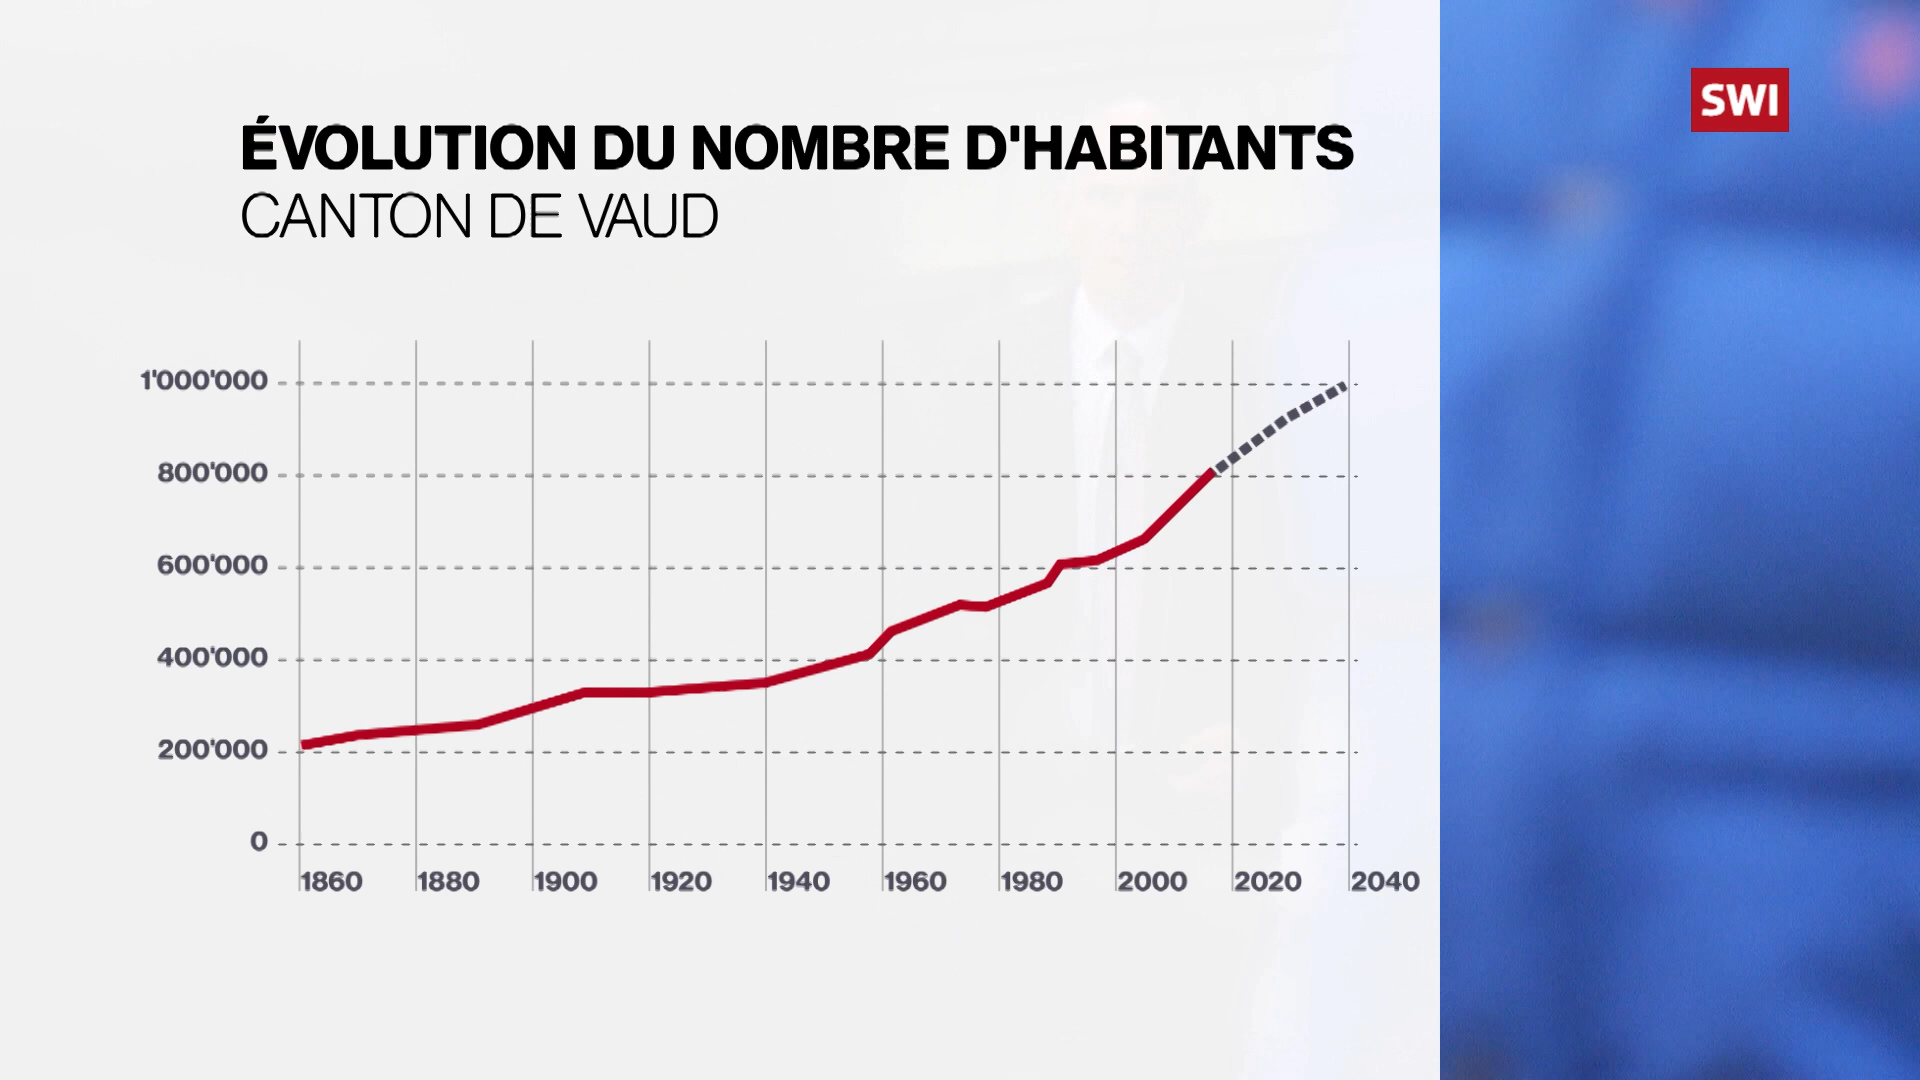 SWI
ÉVOLUTION DU NOMBRE D'HABITANTS
CANTON DE VAUD
1'000'000
800'000
600'000
400'000
200'000
0
1860 1880 1900 1920 1940 1960 1980 2000 2020 2040